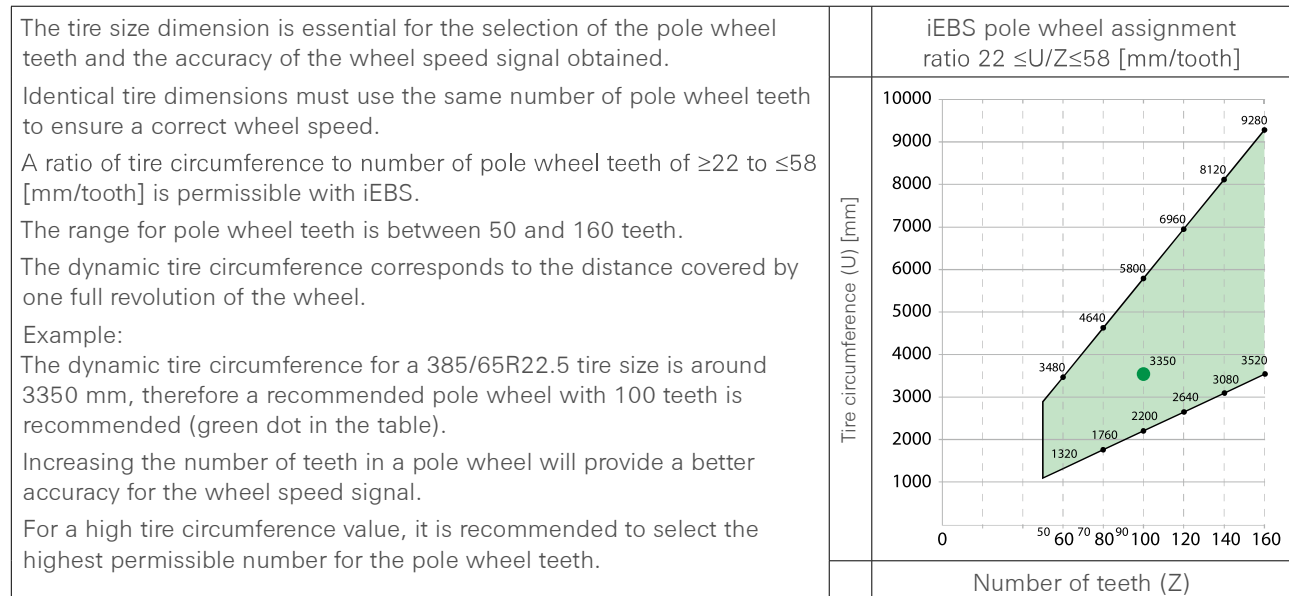 The tire size dimension is essential for the selection of the pole wheel
teeth and the accuracy of the wheel speed signal obtained.
Identical tire dimensions must use the same number of pole wheel teeth
to ensure a correct wheel speed.
A ratio of tire circumference to number of pole wheel teeth of ≥22 to ≤58
[mm/tooth] is permissible with iEBS.
The range for pole wheel teeth is between 50 and 160 teeth.
The dynamic tire circumference corresponds to the distance covered by
one full revolution of the wheel.
Example:
The dynamic tire circumference for a 385/65R22.5 tire size is around
3350 mm, therefore a recommended pole wheel with 100 teeth is
recommended (green dot in the table).
Increasing the number of teeth in a pole wheel will provide a better
accuracy for the wheel speed signal.
For a high tire circumference value, it is recommended to select the
highest permissible number for the pole wheel teeth.
iEBS pole wheel assignment
ratio 22 ≤U/Z≤58 [mm/tooth]
Tire circumference (U) [mm]
10000
9280
9000
8120
8000
6960
7000
5800
6000
4640
5000
4000
3480
3350
3520
3000
3080
2640
2200
2000
1760
1320
1000
0 50 60 70 80 90 100 120 140 160
Number of teeth (Z)